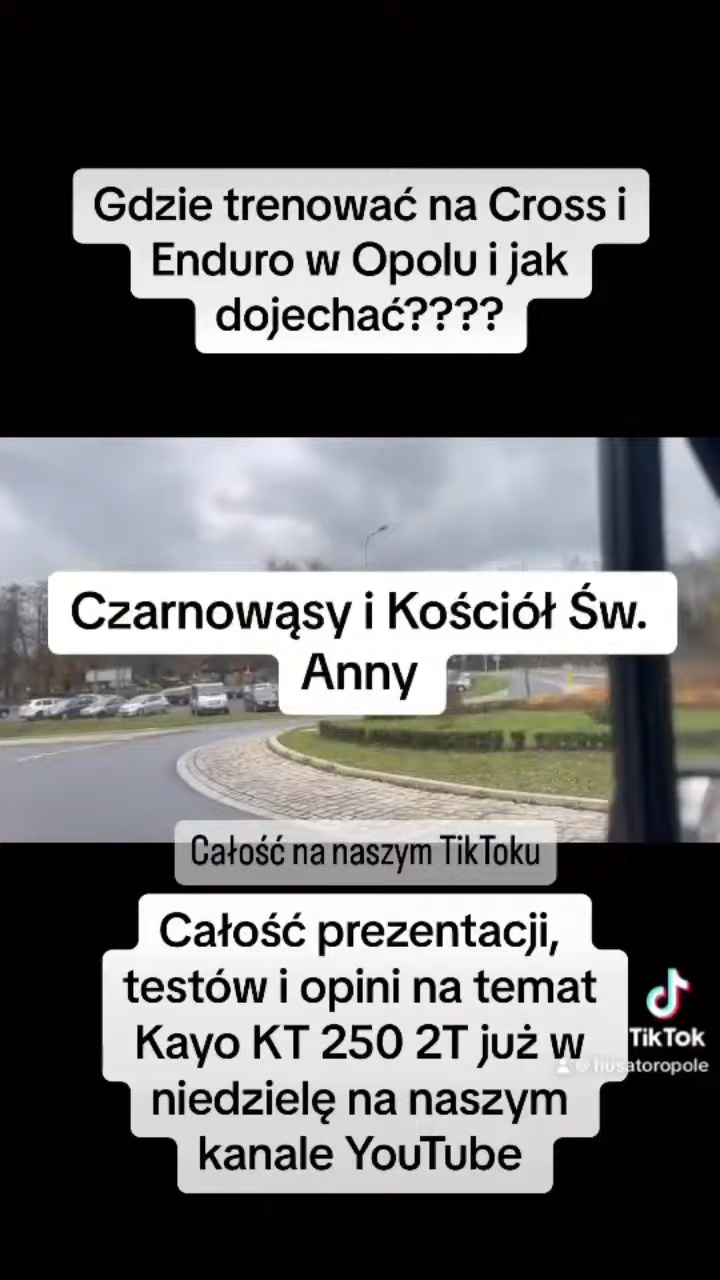 Gdzie trenować na Cross i
Enduro w Opolu i jak
dojechać????
Czarnowąsy i Kościół Św.
Anny
Całość na naszym TikToku
Całość prezentacji,
testów i opini na temat
Kayo KT 250 2T już w
niedzielę na naszym
kanale YouTube
TikTok
@husatoropole